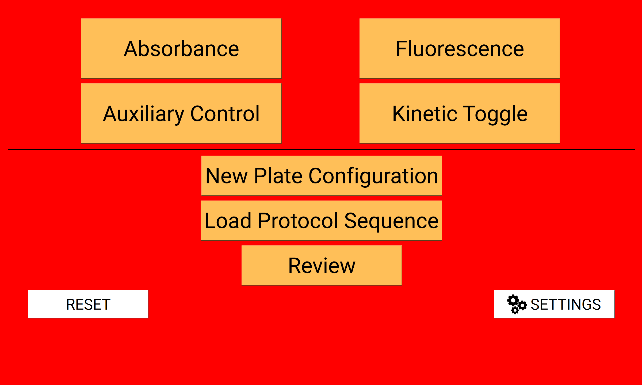 Absorbance
Fluorescence
Auxiliary Control
Kinetic Toggle
New Plate Configuration
Load Protocol Sequence
Review
RESET
SETTINGS